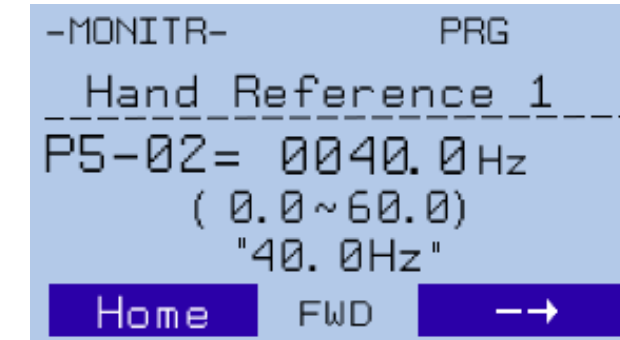 -MONITR- PRG
Hand Reference 1
P5-02= 0040.0Hz
(0.0~60.0)
"40.0Hz"
Home FWD →